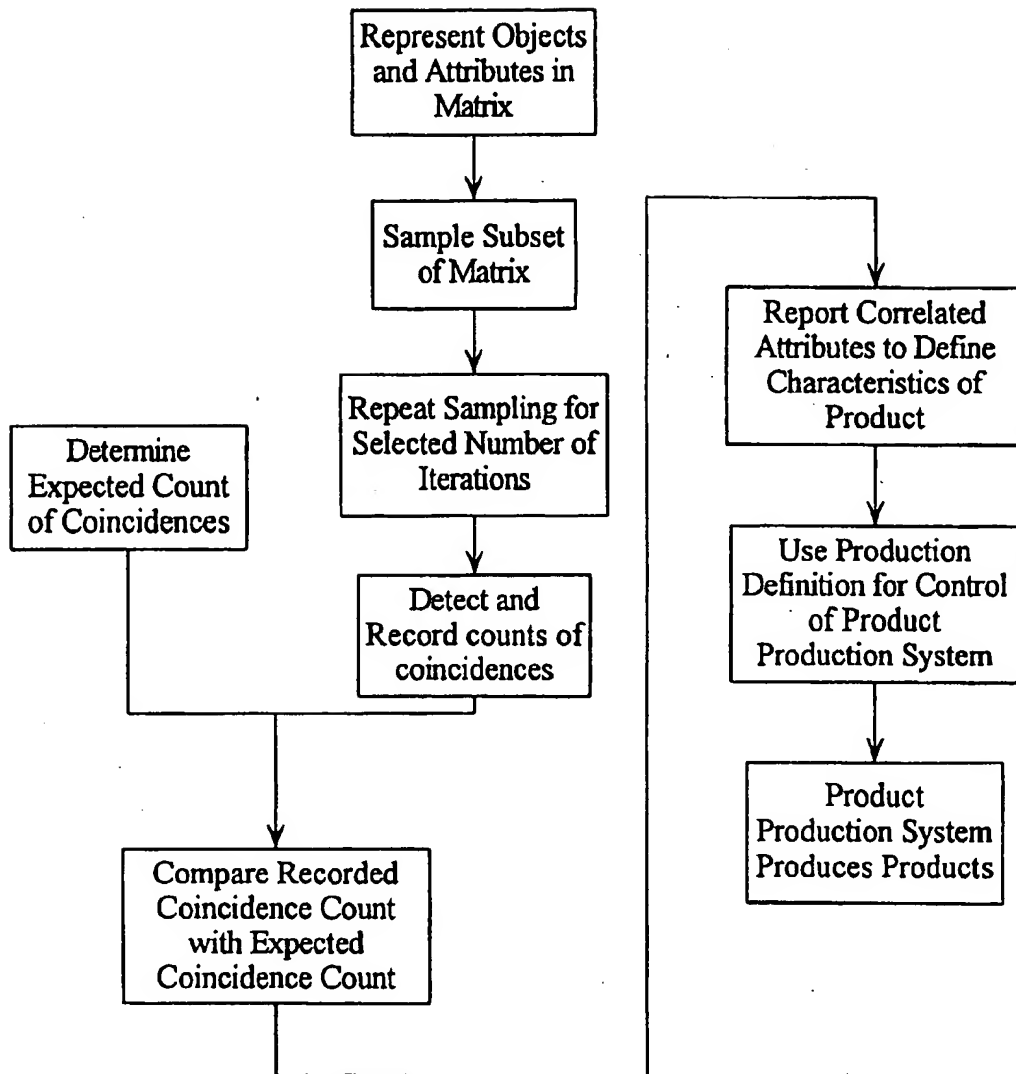 Represent Objects
and Attributes in
Matrix
Sample Subset
of Matrix
Repeat Sampling for
Selected Number of
Iterations
Determine
Expected Count
of Coincidences
Detect and
Record counts of
coincidences
Compare Recorded
Coincidence Count
with Expected
Coincidence Count
Report Correlated
Attributes to Define
Characteristics of
Product
Use Production
Definition for Control
of Product
Production System
Product
Production System
Produces Products